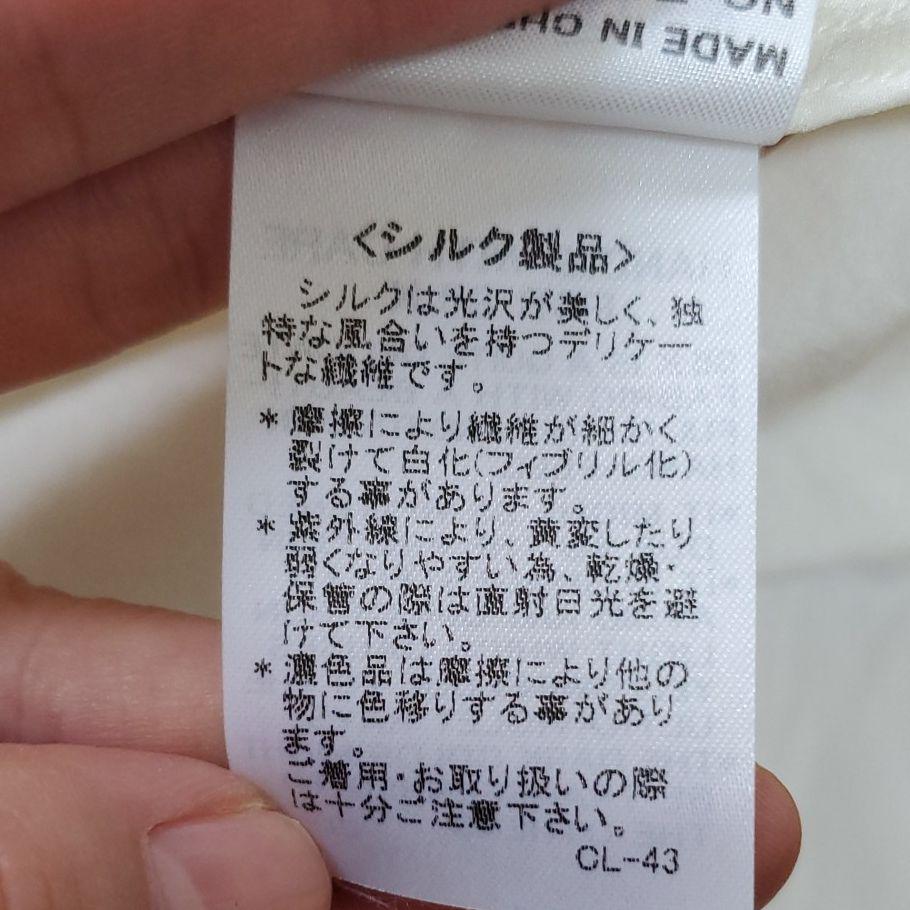 MADE IN
<シルク製品>
シルクは光沢が美しく、独
特な風合いを持つデリケー
トな繊維です。
* 摩擦により繊維が細かく
裂けて白化(フィブリル化)
する事があります。
* 紫外線により、黄変したり
弱くなりやすい為、乾燥・
保管の際は直射日光を避
けて下さい。
* 濃色品は摩擦により他の
物に色移りする事があり
ます。
ご着用・お取り扱いの際
は十分ご注意下さい。
CL-43